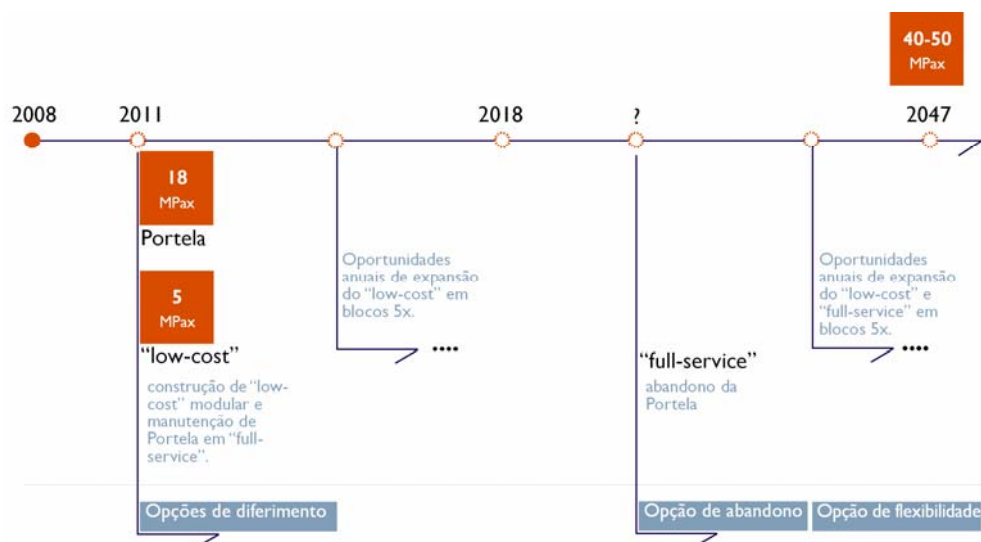 40-50
MPax
2008
2011
2018
?
2047
18
MPax
Portela
5
MPax
“low-cost”
construção de “low-
cost” modular e
manutenção de
Portela em “full-
service”.
Oportunidades
anuais de expansão
do “low-cost” em
blocos 5x.
....
“full-service”
abandono da
Portela
Oportunidades
anuais de expansão
do “low-cost” e
“full-service” em
blocos 5x.
....
Opções de diferimento
Opção de abandono
Opção de flexibilidade